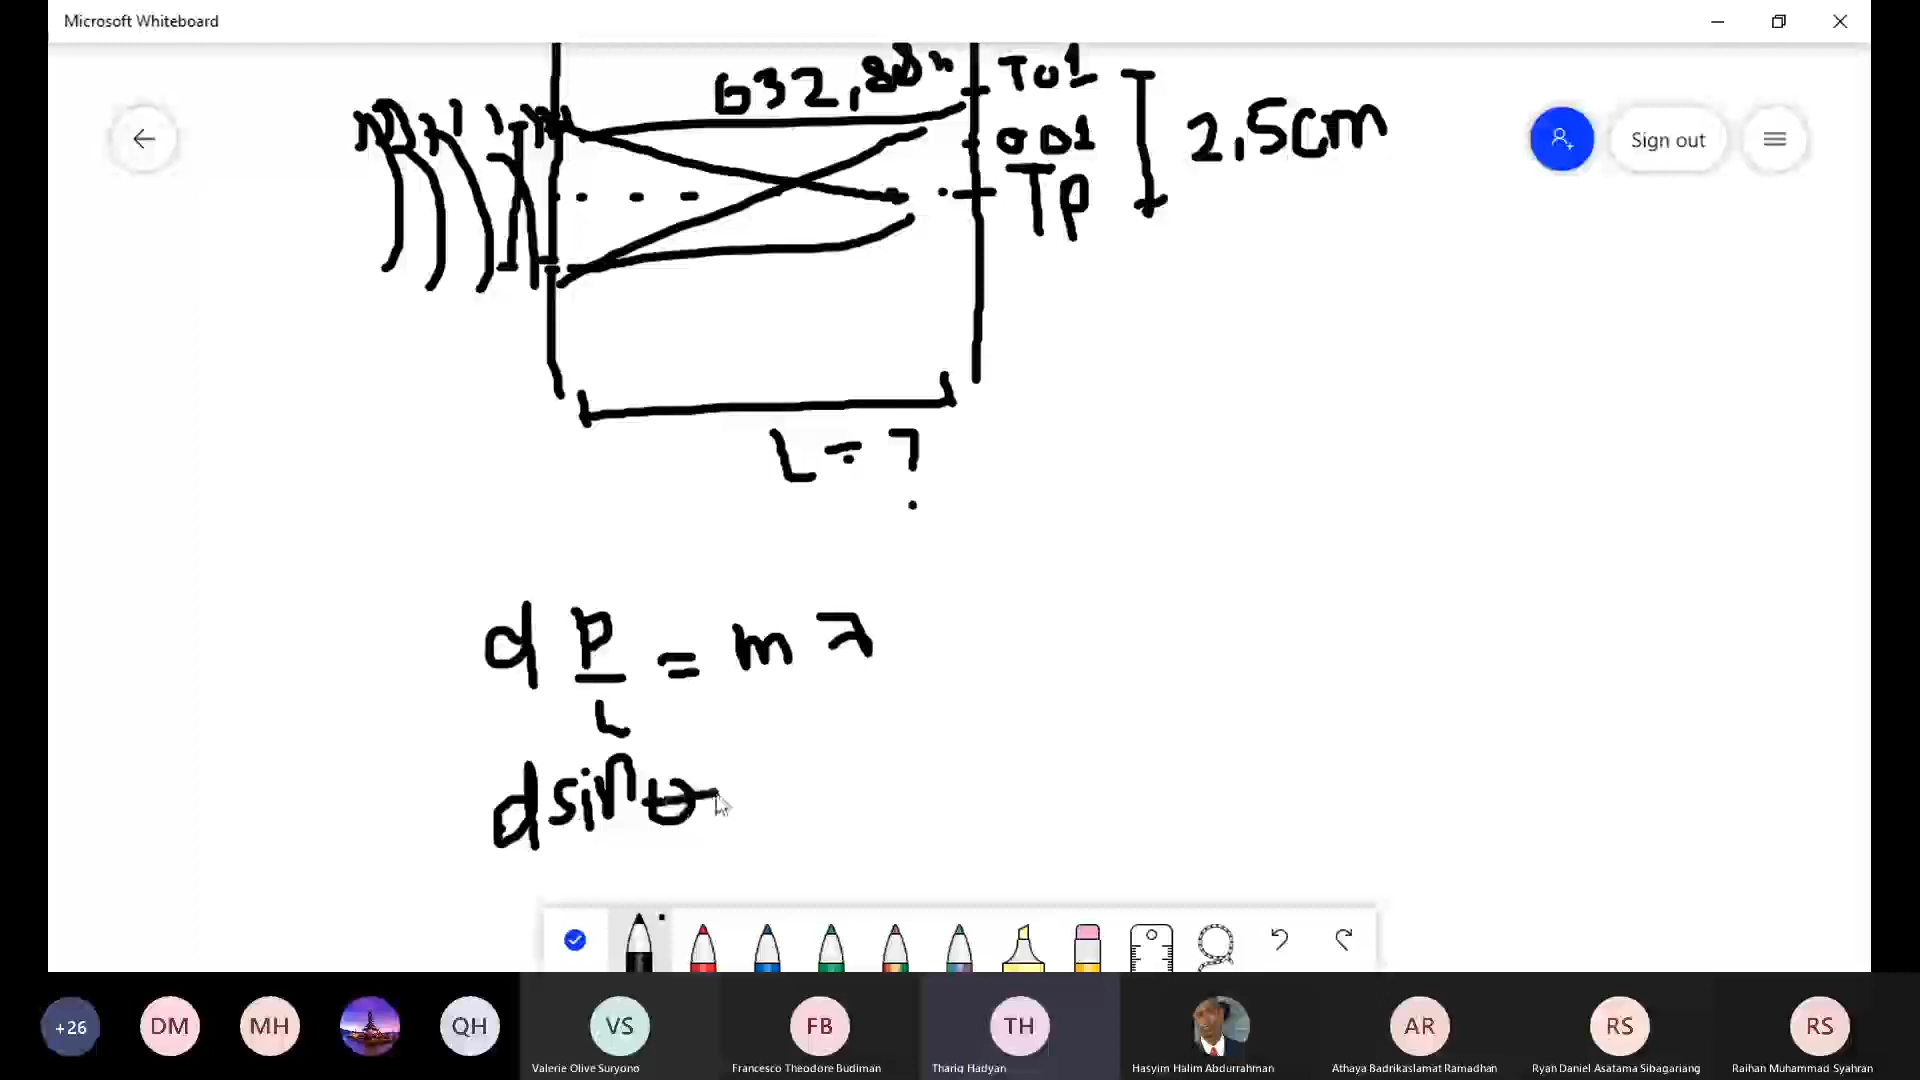 Microsoft Whiteboard
632,8
TO1
2,5cm
001
Tp
Sign out
L = ?
d p/L = m λ
d sin θ
+26
DM
MH
QH
VS
FB
TH
AR
RS
RS
Valerie Olive Suryono
Francesco Theodore Budiman
Thariq Hadyan
Hasyim Halim Abdurrahman
Athaya Badrikaslamat Ramadhan
Ryan Daniel Asatama Sibagariang
Raihan Muhammad Syahran